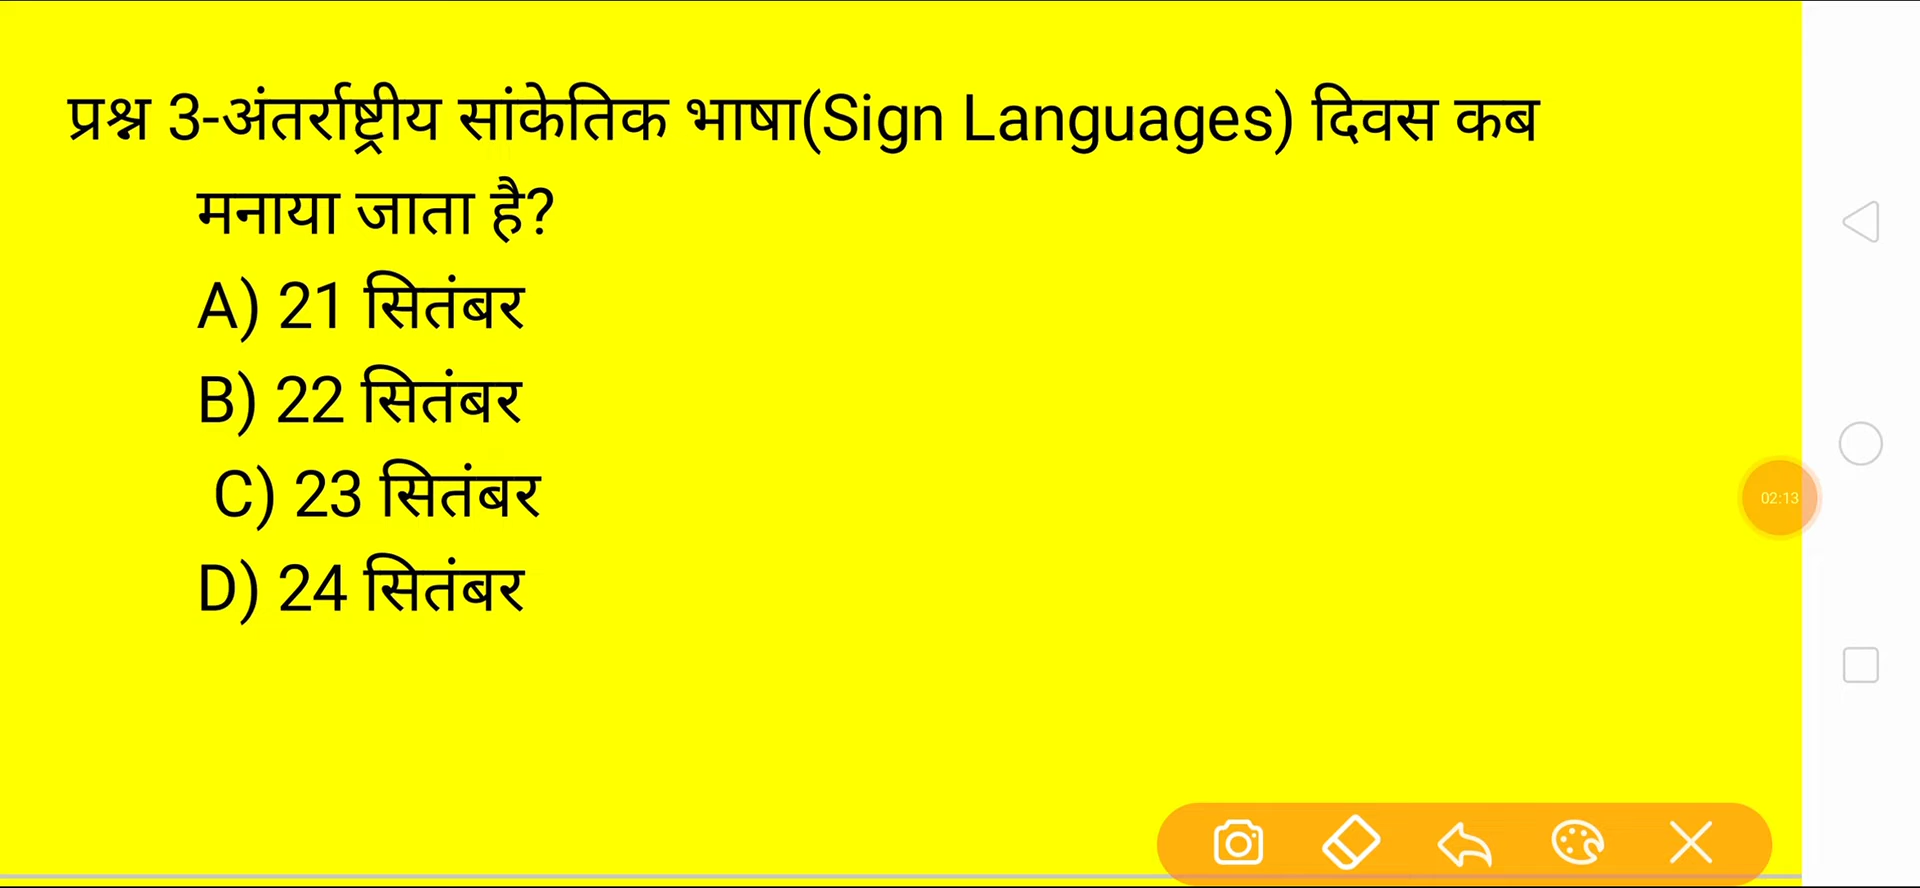 प्रश्न 3-अंतर्राष्ट्रीय सांकेतिक भाषा(Sign Languages) दिवस कब
मनाया जाता है?
A) 21 सितंबर
B) 22 सितंबर
C) 23 सितंबर
D) 24 सितंबर
02:13